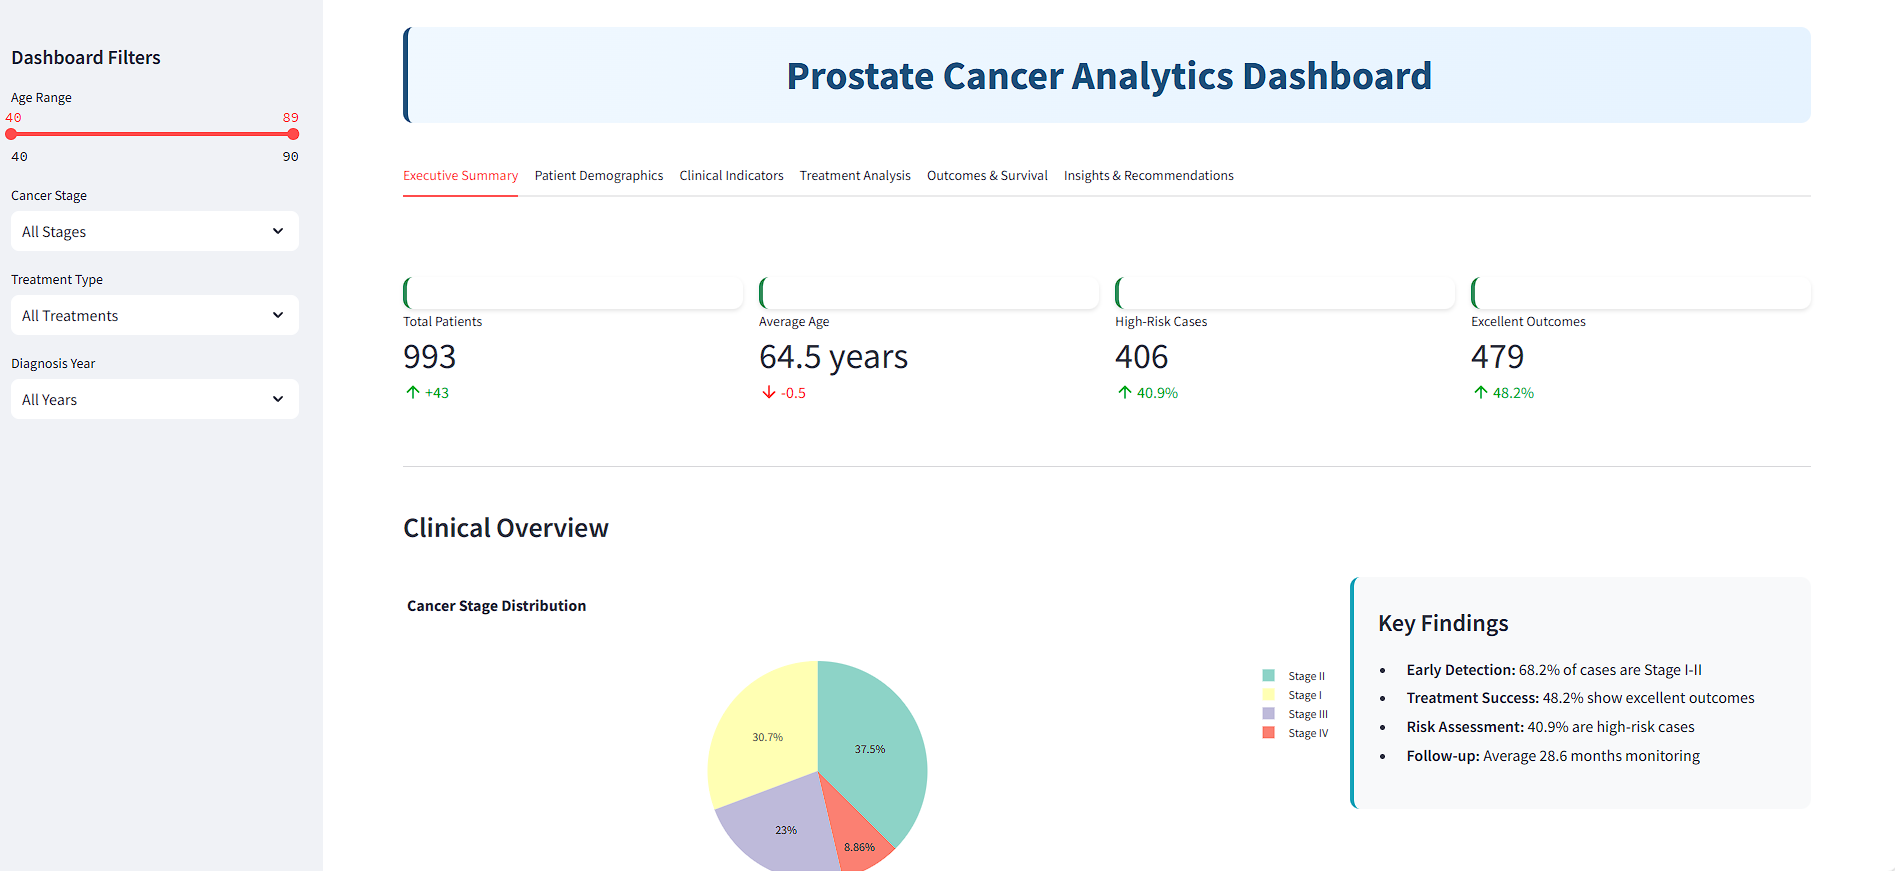 Dashboard Filters
Age Range
40 89
40 90
Cancer Stage
All Stages
Treatment Type
All Treatments
Diagnosis Year
All Years
Prostate Cancer Analytics Dashboard
Executive Summary Patient Demographics Clinical Indicators Treatment Analysis Outcomes & Survival Insights & Recommendations
Total Patients
993
+43
Average Age
64.5 years
-0.5
High-Risk Cases
406
40.9%
Excellent Outcomes
479
48.2%
Clinical Overview
Cancer Stage Distribution
30.7%
37.5%
23%
8.86%
Stage II
Stage I
Stage III
Stage IV
Key Findings
Early Detection: 68.2% of cases are Stage I-II
Treatment Success: 48.2% show excellent outcomes
Risk Assessment: 40.9% are high-risk cases
Follow-up: Average 28.6 months monitoring